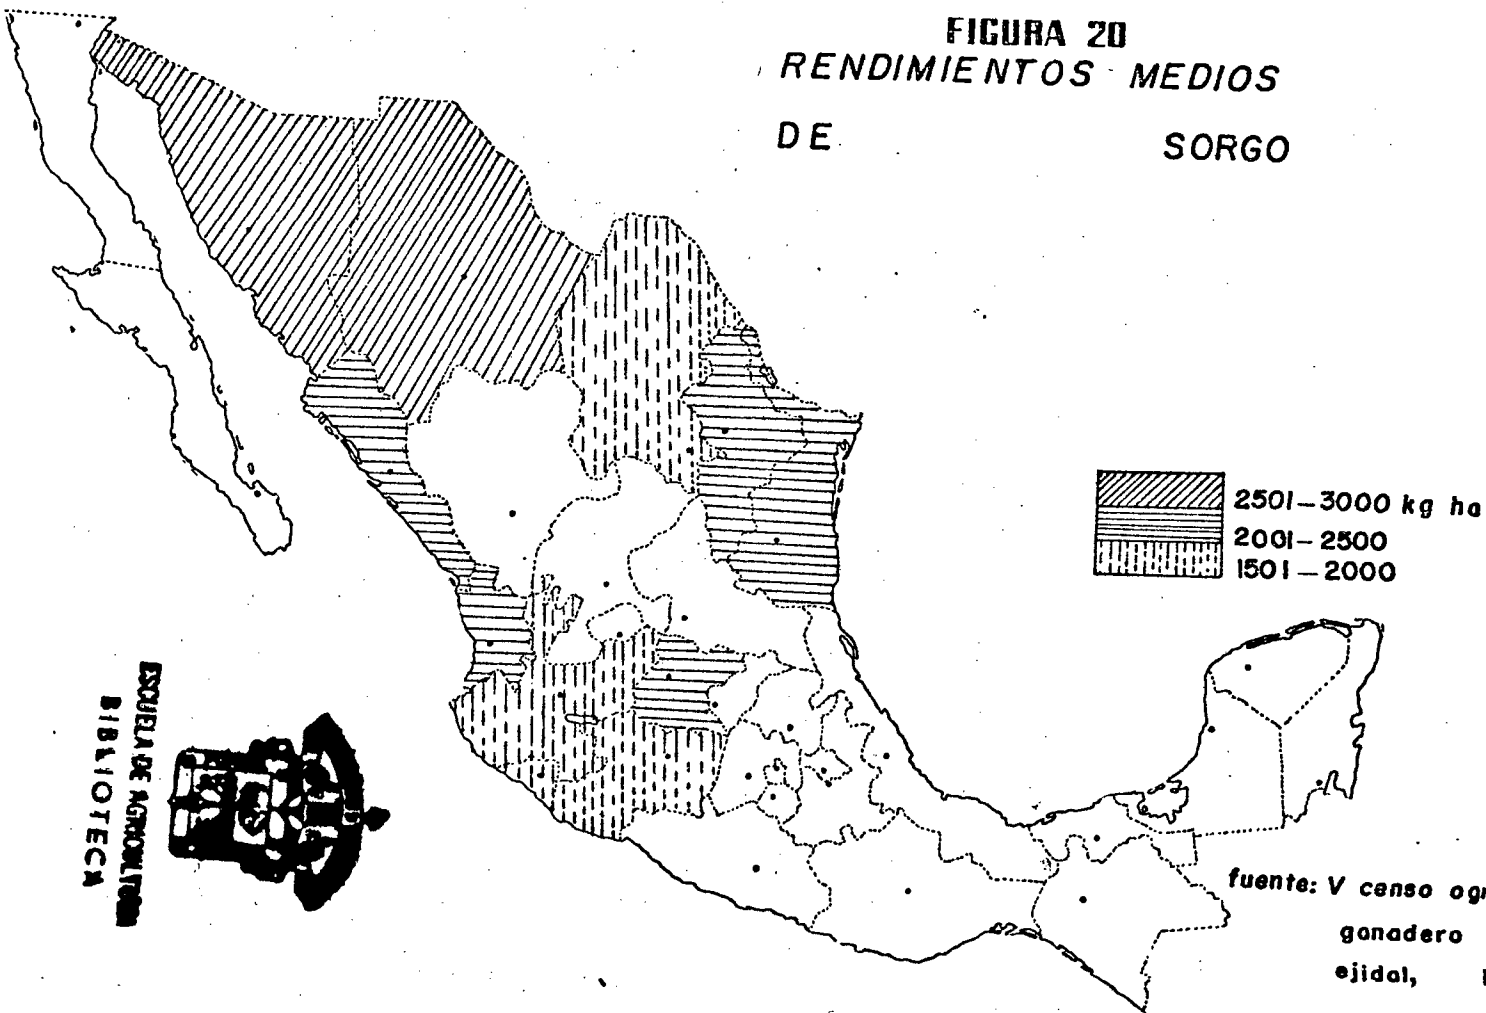 FIGURA 20
RENDIMIENTOS MEDIOS
DE SORGO
2501-3000 kg ha
2001-2500
1501-2000
ESCUELA DE AGRICULTURA
BIBLIOTECA
fuente: V censo
ganadero
ejidal,